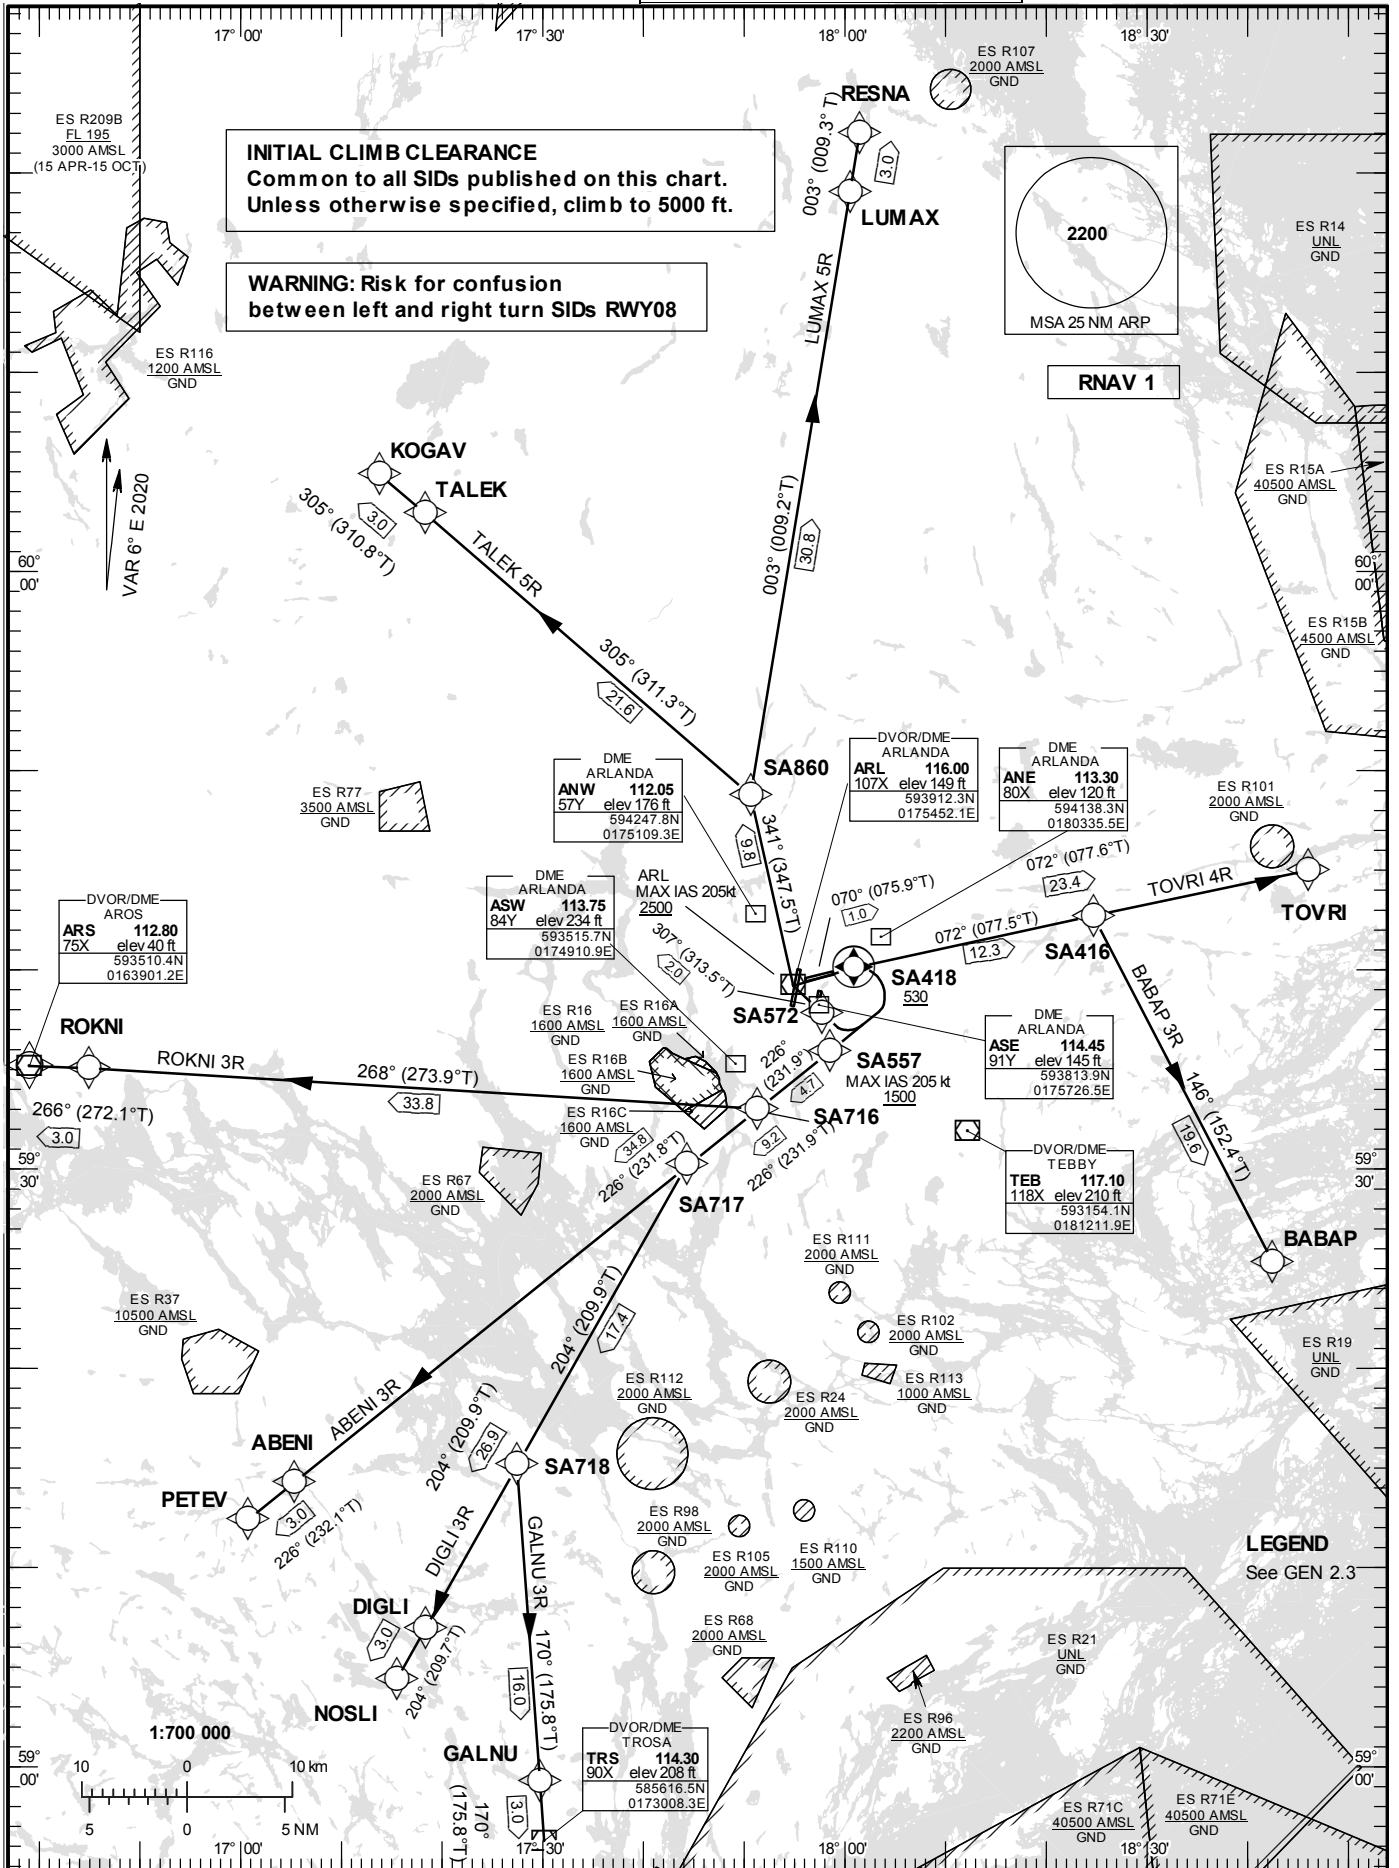 17° 00'
17° 30'
18° 00'
18° 30'
ES R107
2000 AMSL
GND
RESNA
ES R209B
FL 195
3000 AMSL
(15 APR-15 OCT)
INITIAL CLIMB CLEARANCE
Common to all SIDs published on this chart.
Unless otherwise specified, climb to 5000 ft.
003° (009.3° T)
3.0
LUMAX
2200
MSA 25 NM ARP
ES R14
UNL
GND
WARNING: Risk for confusion
between left and right turn SIDs RWY08
LUMAX 5R
ES R116
1200 AMSL
GND
RNAV 1
KOGAV
TALEK
3.0
305° (310.8°T)
VAR 6° E 2020
TALEK 5R
003° (009.2°T)
30.8
ES R15A
40500 AMSL
GND
60°
00'
60°
00'
ES R15B
4500 AMSL
GND
305° (311.3°T)
21.6
SA860
DVOR/DME
ARLANDA
ARL 116.00
107X elev 149 ft
593912.3N
0175452.1E
DME
ARLANDA
ANE 113.30
80X elev 120 ft
594138.3N
0180335.5E
DME
ARLANDA
ANW 112.05
57Y elev 176 ft
594247.8N
0175109.3E
ES R77
3500 AMSL
GND
ES R101
2000 AMSL
GND
9.8
341° (347.5°T)
072° (077.6°T)
23.4
TOVRI 4R
TOVRI
DME
ARLANDA
ASW 113.75
84Y elev 234 ft
593515.7N
0174910.9E
ARL
MAX IAS 205kt
2500
070° (075.9°T)
1.0
DVOR/DME
AROS
ARS 112.80
75X elev 40 ft
593510.4N
0163901.2E
307° (313.5°T)
2.0
072° (077.5°T)
12.3
SA416
SA418
530
SA572
BABAP 3R
ES R16
1600 AMSL
GND
ES R16A
1600 AMSL
GND
ROKNI
ROKNI 3R
268° (273.9°T)
33.8
266° (272.1°T)
3.0
ES R16B
1600 AMSL
GND
226°
(231.9°)
4.7
SA557
MAX IAS 205 kt
1500
DME
ARLANDA
ASE 114.45
91Y elev 145 ft
593813.9N
0175726.5E
ES R16C
1600 AMSL
GND
SA716
146° (152.4°T)
19.6
34.8
226° (231.8°T)
9.2
226° (231.9°T)
59°
30'
59°
30'
ES R67
2000 AMSL
GND
SA717
DVOR/DME
TEBBY
TEB 117.10
118X elev 210 ft
593154.1N
0181211.9E
BABAP
ES R111
2000 AMSL
GND
ES R37
10500 AMSL
GND
204° (209.9°T)
17.4
ES R102
2000 AMSL
GND
ES R19
UNL
GND
ES R112
2000 AMSL
GND
ES R24
2000 AMSL
GND
ES R113
1000 AMSL
GND
ABENI 3R
204° (209.9°T)
26.9
ABENI
SA718
PETEV
3.0
226° (232.1°T)
ES R98
2000 AMSL
GND
ES R105
2000 AMSL
GND
ES R110
1500 AMSL
GND
LEGEND
See GEN 2.3
DIGLI 3R
GALNU 3R
DIGLI
3.0
204° (209.7°T)
ES R68
2000 AMSL
GND
ES R21
UNL
GND
170° (175.8°T)
16.0
NOSLI
ES R96
2200 AMSL
GND
1:700 000
10 0 10 km
5 0 5 NM
GALNU
DVOR/DME
TROSA
TRS 114.30
90X elev 208 ft
585616.5N
0173008.3E
59°
00'
59°
00'
170°
(175.8°T)
3.0
ES R71C
40500 AMSL
GND
ES R71E
40500 AMSL
GND
17° 00'
17° 30'
18° 00'
18° 30'